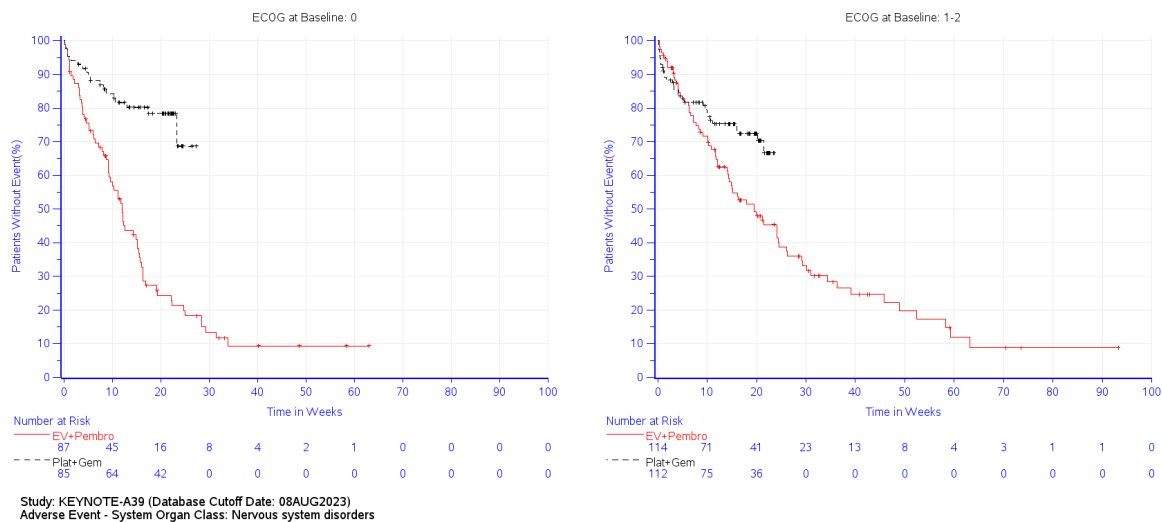 ECOG at Baseline: 0
Patients Without Event(%)
100
90
80
70
60
50
40
30
20
10
0
0 10 20 30 40 50 60 70 80 90 100
Time in Weeks
Number at Risk
EV+Pembro
87 45 16 8 4 2 1 0 0 0 0
Plat+Gem
85 64 42 0 0 0 0 0 0 0 0
ECOG at Baseline: 1-2
Patients Without Event(%)
100
90
80
70
60
50
40
30
20
10
0
0 10 20 30 40 50 60 70 80 90 100
Time in Weeks
Number at Risk
EV+Pembro
114 71 41 23 13 8 4 3 1 1 0
Plat+Gem
112 75 36 0 0 0 0 0 0 0 0
Study: KEYNOTE-A39 (Database Cutoff Date: 08AUG2023)
Adverse Event - System Organ Class: Nervous system disorders